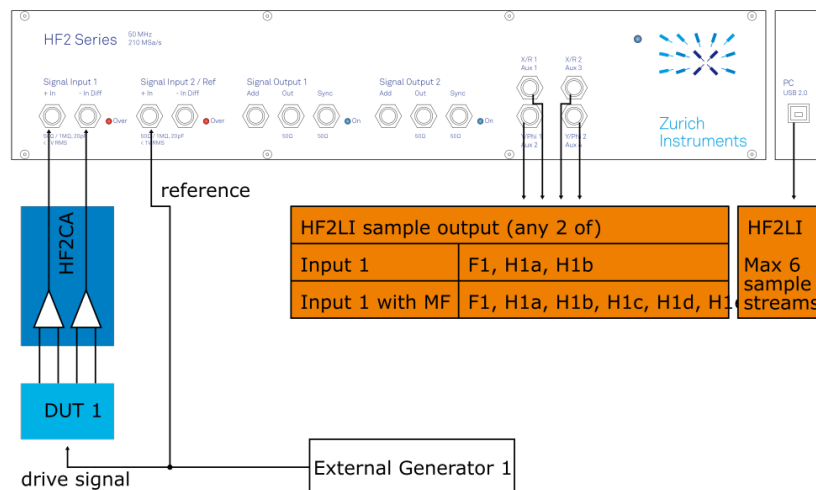 HF2 Series
50 MHz
210 MSa/s
Signal Input 1
+ In
- In Diff
Over
< 1V RMS
Signal Input 2 / Ref
+ In
- In Diff
Over
Signal Output 1
Add
Out
Sync
50Ω
50Ω
On
Signal Output 2
Add
Out
Sync
50Ω
50Ω
On
X/R 1
Aux 1
X/R 2
Aux 3
Y/Phi 1
Aux 2
Y/Phi 2
Zurich
Instruments
PC
USB 2.0
reference
HF2CA
DUT 1
drive signal
External Generator 1
HF2LI sample output (any 2 of)
Input 1
F1, H1a, H1b
Input 1 with MF
F1, H1a, H1b, H1c, H1d,
HF2LI
Max 6
sample
streams